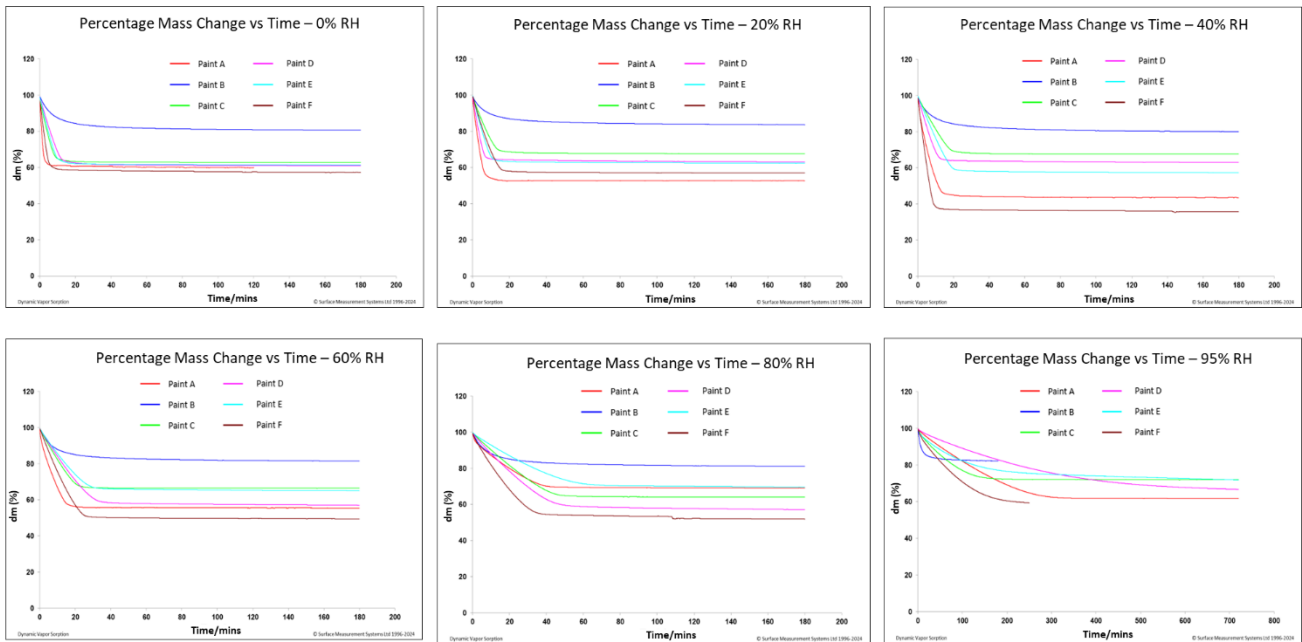 Percentage Mass Change vs Time – 0% RH
Paint A Paint D
Paint B Paint E
Paint C Paint F
dm (%)
120
100
80
60
40
20
0
0 20 40 60 80 100 120 140 160 180 200
Time/mins
Dynamic Vapor Sorption © Surface Measurement Systems Ltd 1996-2024
Percentage Mass Change vs Time – 20% RH
Paint A Paint D
Paint B Paint E
Paint C Paint F
dm (%)
120
100
80
60
40
20
0
0 20 40 60 80 100 120 140 160 180 200
Time/mins
Dynamic Vapor Sorption © Surface Measurement Systems Ltd 1996-2024
Percentage Mass Change vs Time – 40% RH
Paint A Paint D
Paint B Paint E
Paint C Paint F
dm (%)
120
100
80
60
40
20
0
0 20 40 60 80 100 120 140 160 180 200
Time/mins
Dynamic Vapor Sorption © Surface Measurement Systems Ltd 1996-2024
Percentage Mass Change vs Time – 60% RH
Paint A Paint D
Paint B Paint E
Paint C Paint F
dm (%)
120
100
80
60
40
20
0
0 20 40 60 80 100 120 140 160 180 200
Time/mins
Dynamic Vapor Sorption © Surface Measurement Systems Ltd 1996-2024
Percentage Mass Change vs Time – 80% RH
Paint A Paint D
Paint B Paint E
Paint C Paint F
dm (%)
120
100
80
60
40
20
0
0 20 40 60 80 100 120 140 160 180 200
Time/mins
Dynamic Vapor Sorption © Surface Measurement Systems Ltd 1996-2024
Percentage Mass Change vs Time – 95% RH
Paint A Paint D
Paint B Paint E
Paint C Paint F
dm (%)
120
100
80
60
40
20
0
0 100 200 300 400 500 600 700 800
Time/mins
Dynamic Vapor Sorption © Surface Measurement Systems Ltd 1996-2024